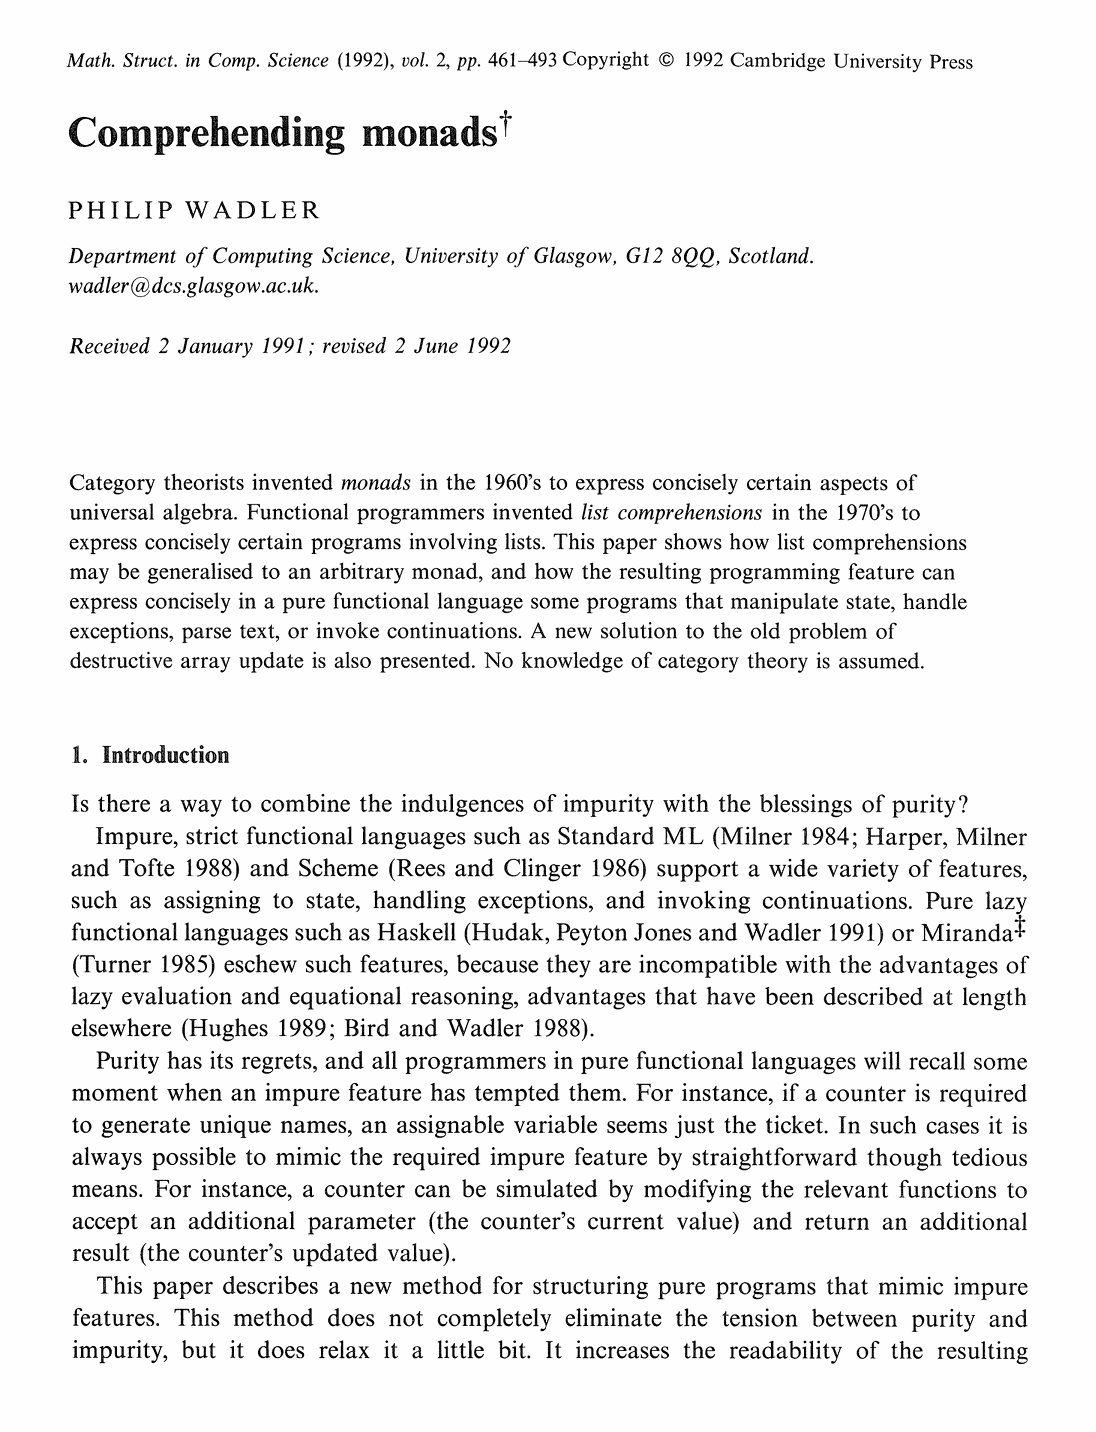 Math. Struct. in Comp. Science (1992), vol. 2, pp. 461–493 Copyright © 1992 Cambridge University Press
Comprehending monads†
PHILIP WADLER
Department of Computing Science, University of Glasgow, G12 8QQ, Scotland.
wadler@dcs.glasgow.ac.uk.
Received 2 January 1991; revised 2 June 1992
Category theorists invented monads in the 1960's to express concisely certain aspects of
universal algebra. Functional programmers invented list comprehensions in the 1970's to
express concisely certain programs involving lists. This paper shows how list comprehensions
may be generalised to an arbitrary monad, and how the resulting programming feature can
express concisely in a pure functional language some programs that manipulate state, handle
exceptions, parse text, or invoke continuations. A new solution to the old problem of
destructive array update is also presented. No knowledge of category theory is assumed.
1. Introduction
Is there a way to combine the indulgences of impurity with the blessings of purity?
Impure, strict functional languages such as Standard ML (Milner 1984; Harper, Milner
and Tofte 1988) and Scheme (Rees and Clinger 1986) support a wide variety of features,
such as assigning to state, handling exceptions, and invoking continuations. Pure lazy
functional languages such as Haskell (Hudak, Peyton Jones and Wadler 1991) or Miranda‡
(Turner 1985) eschew such features, because they are incompatible with the advantages of
lazy evaluation and equational reasoning, advantages that have been described at length
elsewhere (Hughes 1989; Bird and Wadler 1988).
Purity has its regrets, and all programmers in pure functional languages will recall some
moment when an impure feature has tempted them. For instance, if a counter is required
to generate unique names, an assignable variable seems just the ticket. In such cases it is
always possible to mimic the required impure feature by straightforward though tedious
means. For instance, a counter can be simulated by modifying the relevant functions to
accept an additional parameter (the counter's current value) and return an additional
result (the counter's updated value).
This paper describes a new method for structuring pure programs that mimic impure
features. This method does not completely eliminate the tension between purity and
impurity, but it does relax it a little bit. It increases the readability of the resulting